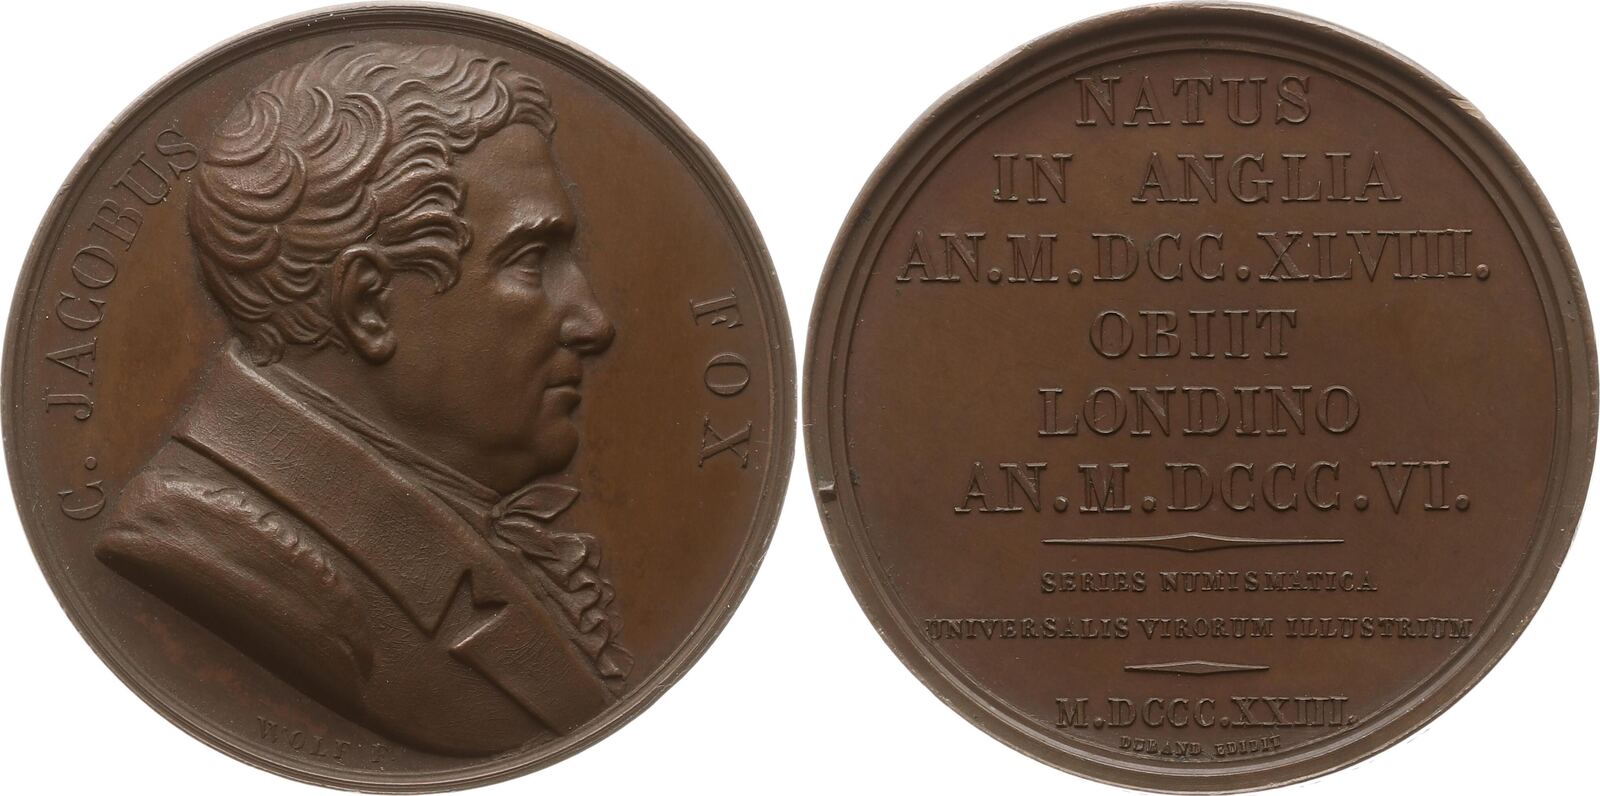 C. JACOBUS FOX
WOLF F.
NATUS
IN ANGLIA
AN.M.DCC.XLVIII.
OBIIT
LONDINO
AN.M.DCCC.VI.
SERIES NUMISMATICA
UNIVERSALIS VIRORUM ILLUSTRIUM
M.DCCC.XXIII.
DURAND EDIDIT